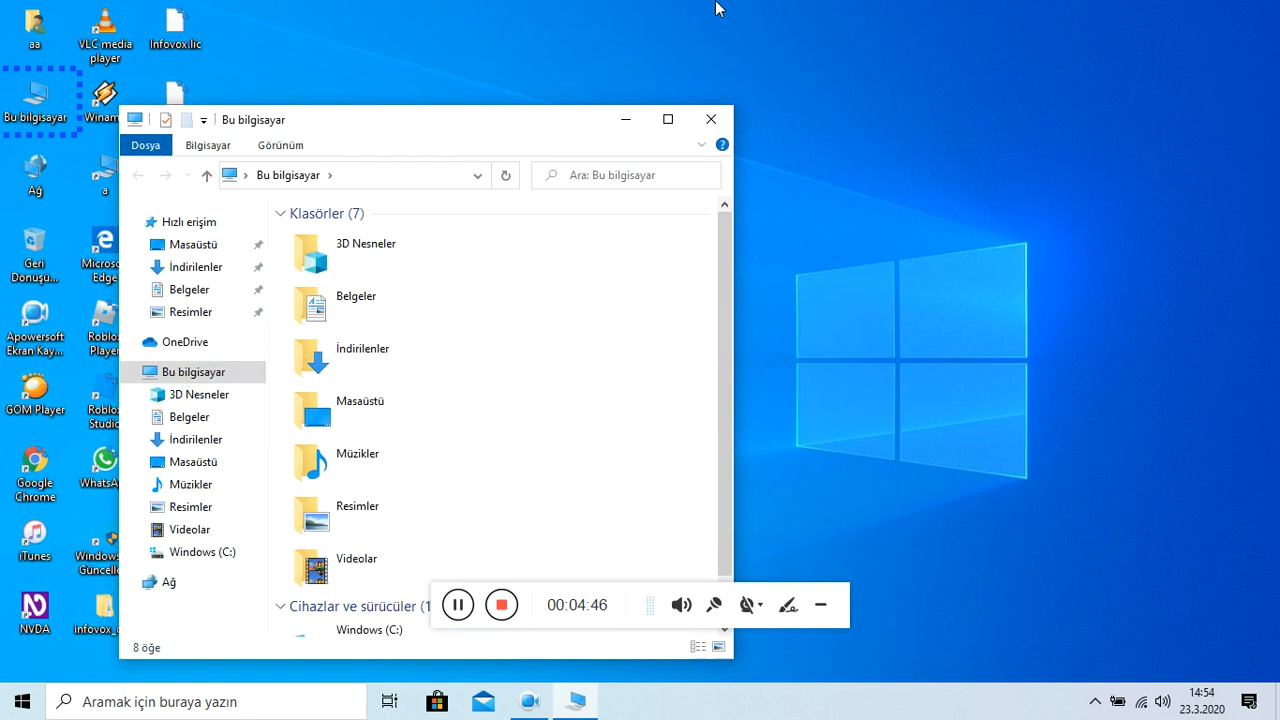 aa
VLC media
player
Infovox.lic
Bu bilgisayar
Winam
Ağ
a
Geri
Dönüşü...
Microso
Edge
Apowersoft
Ekran Kay...
Roblox
Player
GOM Player
Roblox
Studio
Google
Chrome
WhatsA
iTunes
Windows
Güncelle
NVDA
infovox_
Bu bilgisayar
Dosya
Bilgisayar
Görünüm
Bu bilgisayar
Ara: Bu bilgisayar
Hızlı erişim
Masaüstü
İndirilenler
Belgeler
Resimler
OneDrive
Bu bilgisayar
3D Nesneler
Belgeler
İndirilenler
Masaüstü
Müzikler
Resimler
Videolar
Windows (C:)
Ağ
Klasörler (7)
3D Nesneler
Belgeler
İndirilenler
Masaüstü
Müzikler
Resimler
Videolar
Cihazlar ve sürücüler (1
Windows (C:)
8 öğe
00:04:46
Aramak için buraya yazın
14:54
23.3.2020